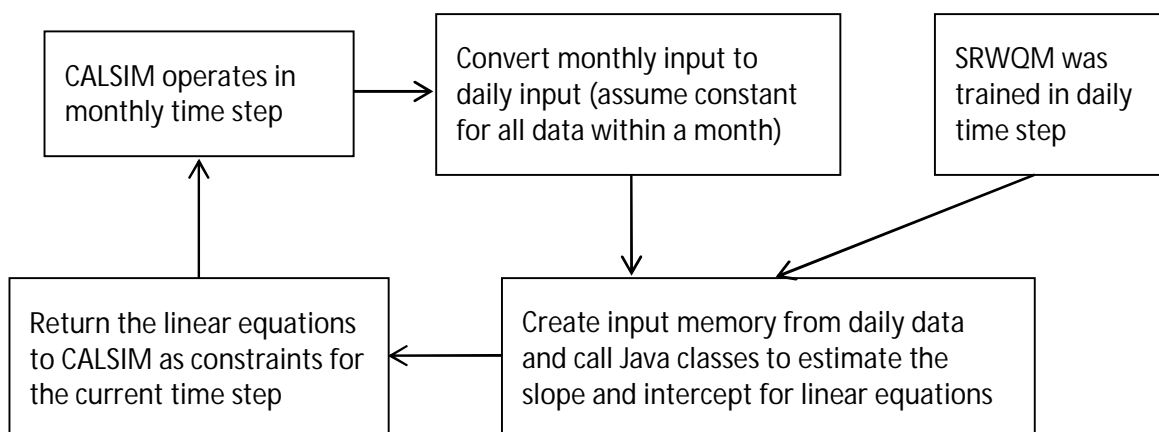 CALSIM operates in
monthly time step
Convert monthly input to
daily input (assume constant
for all data within a month)
SRWQM was
trained in daily
time step
Return the linear equations
to CALSIM as constraints for
the current time step
Create input memory from daily data
and call Java classes to estimate the
slope and intercept for linear equations